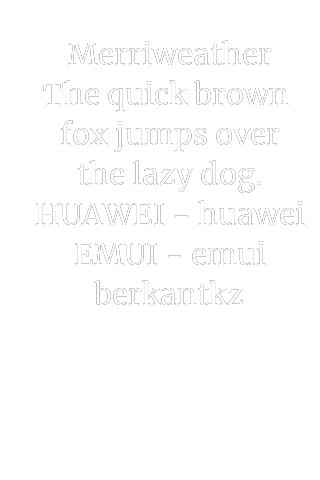 Merriweather
The quick brown
fox jumps over
the lazy dog.
HUAWEI - huawei
EMUI - emui
berkantkz